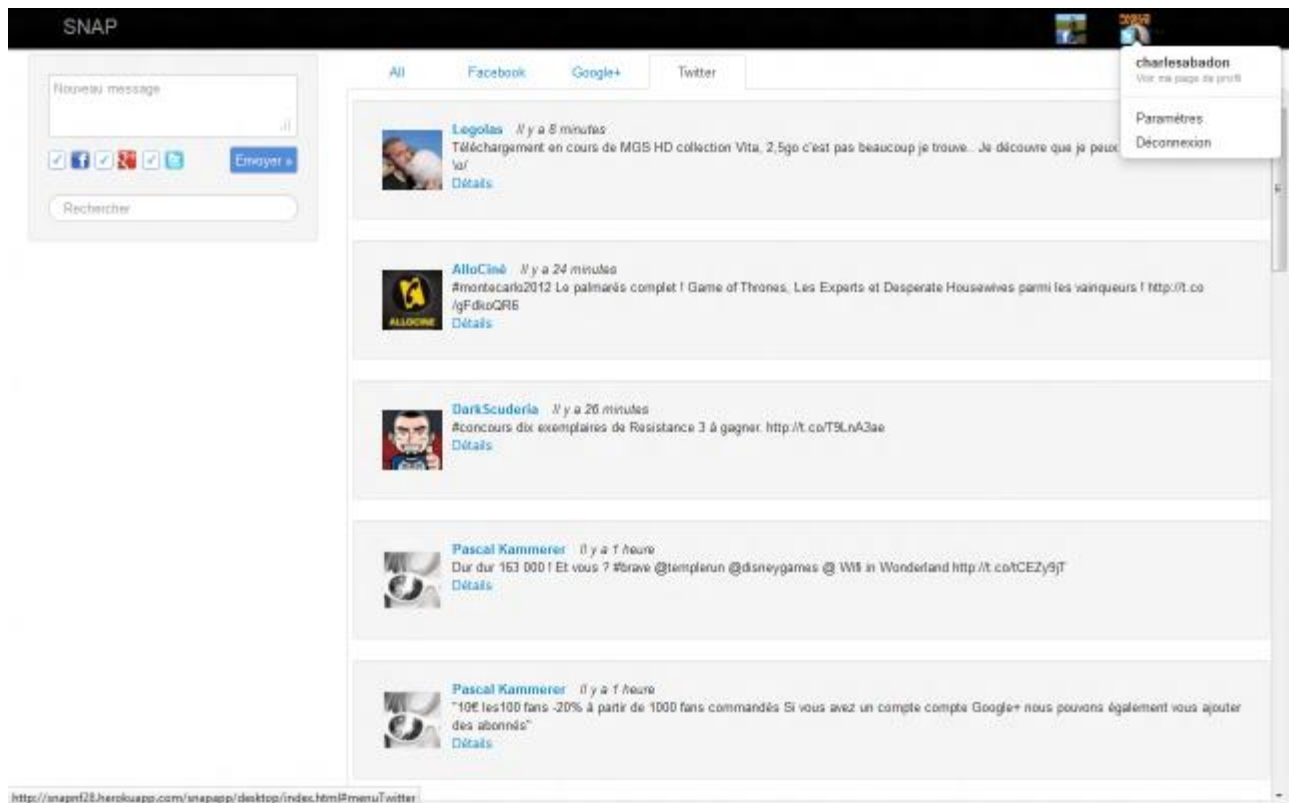 SNAP
charlesabadon
Voir ma page de profil
Paramètres
Déconnexion
Nouveau message
Envoyer »
Rechercher
All
Facebook
Google+
Twitter
Legolas Il y a 8 minutes
Téléchargement en cours de MGS HD collection Vita, 2,5go c'est pas beaucoup je trouve.. Je découvre que je peux
\o/
Détails
AlloCiné Il y a 24 minutes
#montecarlo2012 Le palmarès complet ! Game of Thrones, Les Experts et Desperate Housewives parmi les vainqueurs ! http://t.co
/gFdkoQR6
Détails
ALLOCINE
DarkScuderia Il y a 26 minutes
#concours dix exemplaires de Resistance 3 à gagner. http://t.co/T9LnA3ae
Détails
Pascal Kammerer Il y a 1 heure
Dur dur 163 000 ! Et vous ? #brave @templerun @disneygames @ Wifi in Wonderland http://t.co/tCEZy9jT
Détails
Pascal Kammerer Il y a 1 heure
"10€ les100 fans -20% à partir de 1000 fans commandés Si vous avez un compte compte Google+ nous pouvons également vous ajouter
des abonnés"
Détails
http://snapnf28.herokuapp.com/snapapp/desktop/index.html#menuTwitter